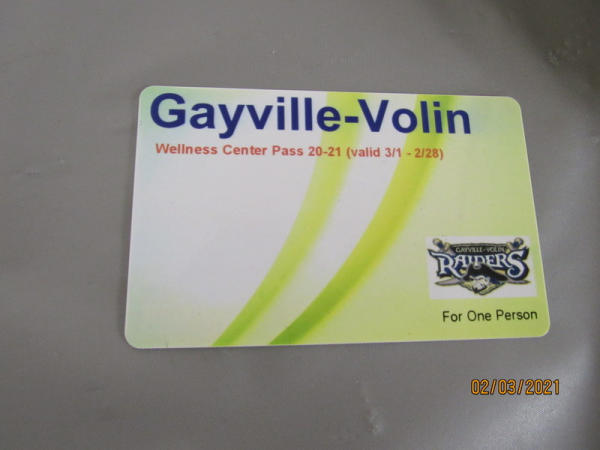 Gayville-Volin
Wellness Center Pass 20-21 (valid 3/1 - 2/28)
GAYVILLE-VOLIN
RAIDERS
For One Person
02/03/2021